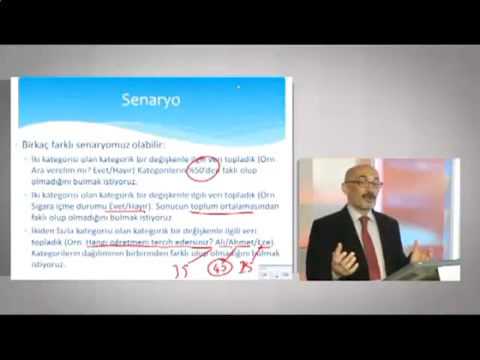 Senaryo
Birkaç farklı senaryomuz olabilir:
İki kategorisi olan kategorik bir değişkenle ilgili veri topladık (Örn.
Ara verelim mi? Evet/Hayır) Kategorilerin %50'den faklı olup
olmadığını bulmak istiyoruz.
İki kategorisi olan kategorik bir değişkenle ilgili veri topladık (Örn
Sigara içme durumu Evet/Hayır). Sonucun toplum ortalamasından
faklı olup olmadığını bulmak istiyoruz
İkiden fazla kategorisi olan kategorik bir değişkenle ilgili veri
topladık (Örn. Hangi öğretmeni tercih edersiniz? Ali/Ahmet/Ece)
Kategorilerin dağılımının birbirinden farklı olup olmadığını bulmak
istiyoruz.
35 45 25